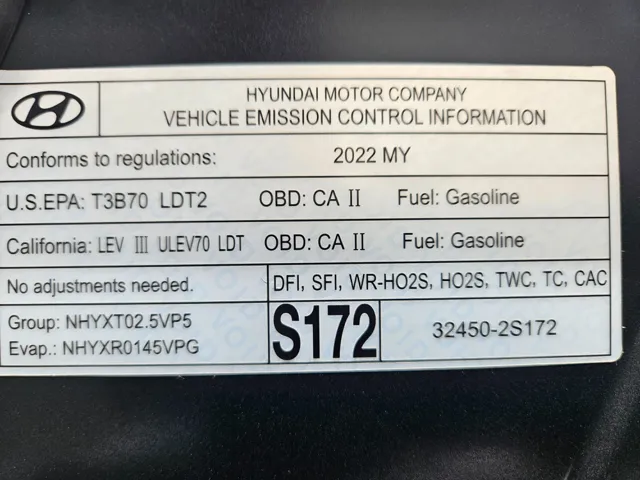 HYUNDAI MOTOR COMPANY
VEHICLE EMISSION CONTROL INFORMATION
Conforms to regulations: 2022 MY
U.S.EPA: T3B70 LDT2 OBD: CA II Fuel: Gasoline
California: LEV III ULEV70 LDT OBD: CA II Fuel: Gasoline
No adjustments needed. DFI, SFI, WR-HO2S, HO2S, TWC, TC, CAC
Group: NHYXT02.5VP5
Evap.: NHYXR0145VPG
S172
32450-2S172